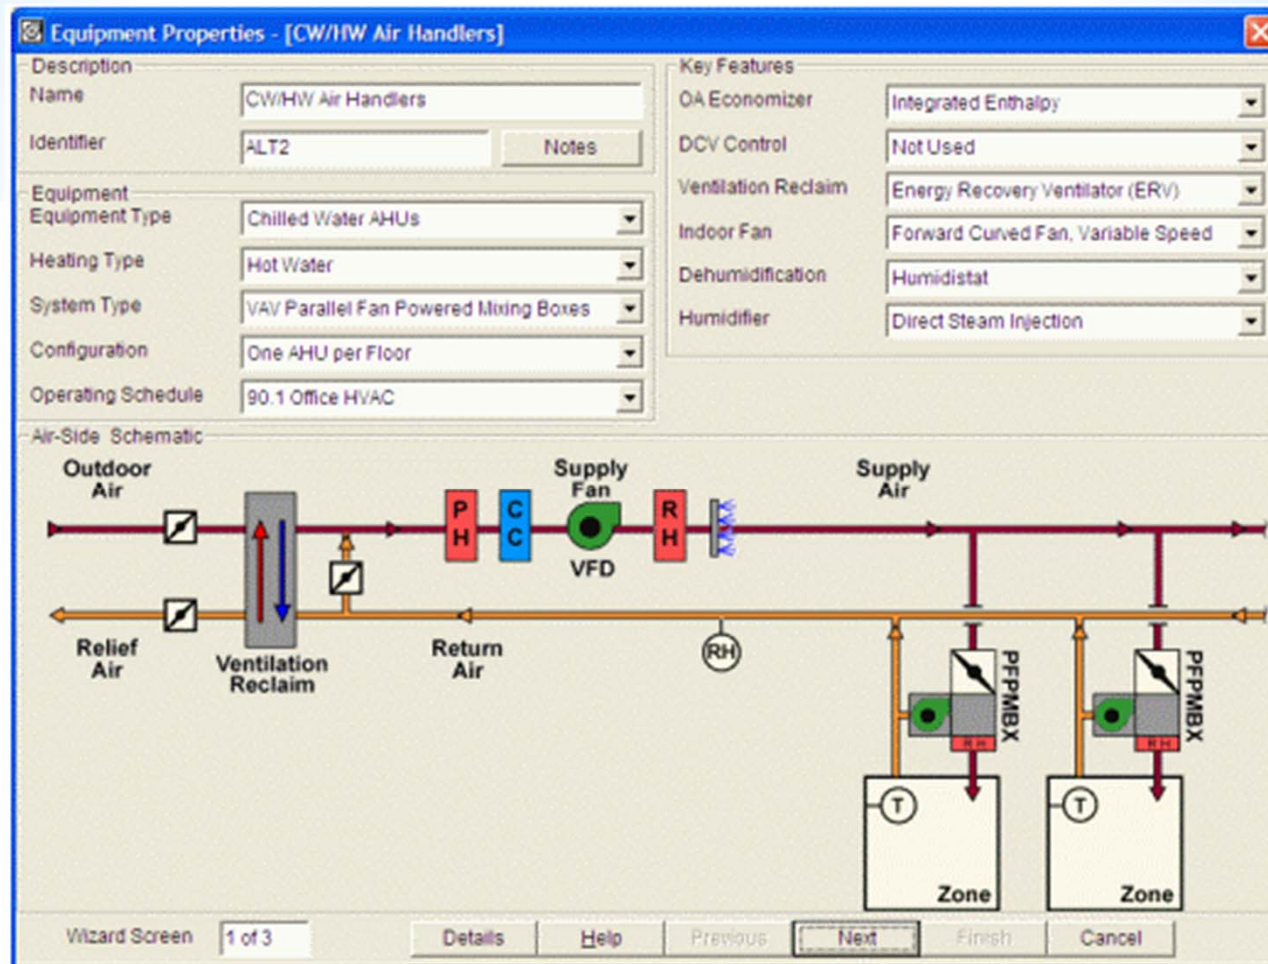 Equipment Properties - [CW/HW Air Handlers]
Description
Name
CW/HW Air Handlers
Identifier
ALT2
Notes
Equipment
Equipment Type
Chilled Water AHUs
Heating Type
Hot Water
System Type
VAV Parallel Fan Powered Mixing Boxes
Configuration
One AHU per Floor
Operating Schedule
90.1 Office HVAC
Key Features
OA Economizer
Integrated Enthalpy
DCV Control
Not Used
Ventilation Reclaim
Energy Recovery Ventilator (ERV)
Indoor Fan
Forward Curved Fan, Variable Speed
Dehumidification
Humidistat
Humidifier
Direct Steam Injection
Air-Side Schematic
Outdoor
Air
Supply
Fan
Supply
Air
PH
CC
RH
VFD
Relief
Air
Ventilation
Reclaim
Return
Air
RH
PFPMBX
PFPMBX
RH
RH
T
T
Zone
Zone
Wizard Screen
1 of 3
Details
Help
Previous
Next
Finish
Cancel